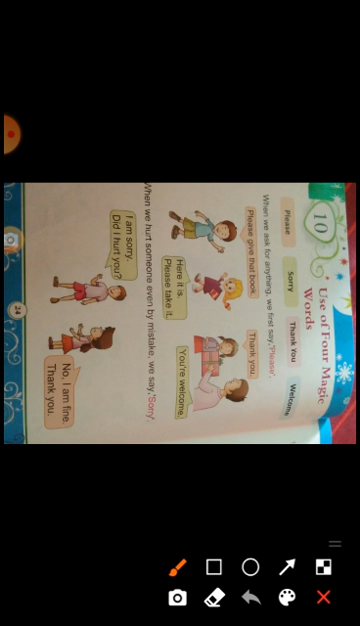 10
Use of Four Magic
Words
Please
Sorry
Thank You
Welcome
When we ask for anything, we first say,'Please'.
Please give that book.
Here it is.
Please take it.
Thank you.
You're welcome.
When we hurt someone even by mistake, we say,'Sorry'
I am sorry.
Did I hurt you?
No, I am fine.
Thank you.
24